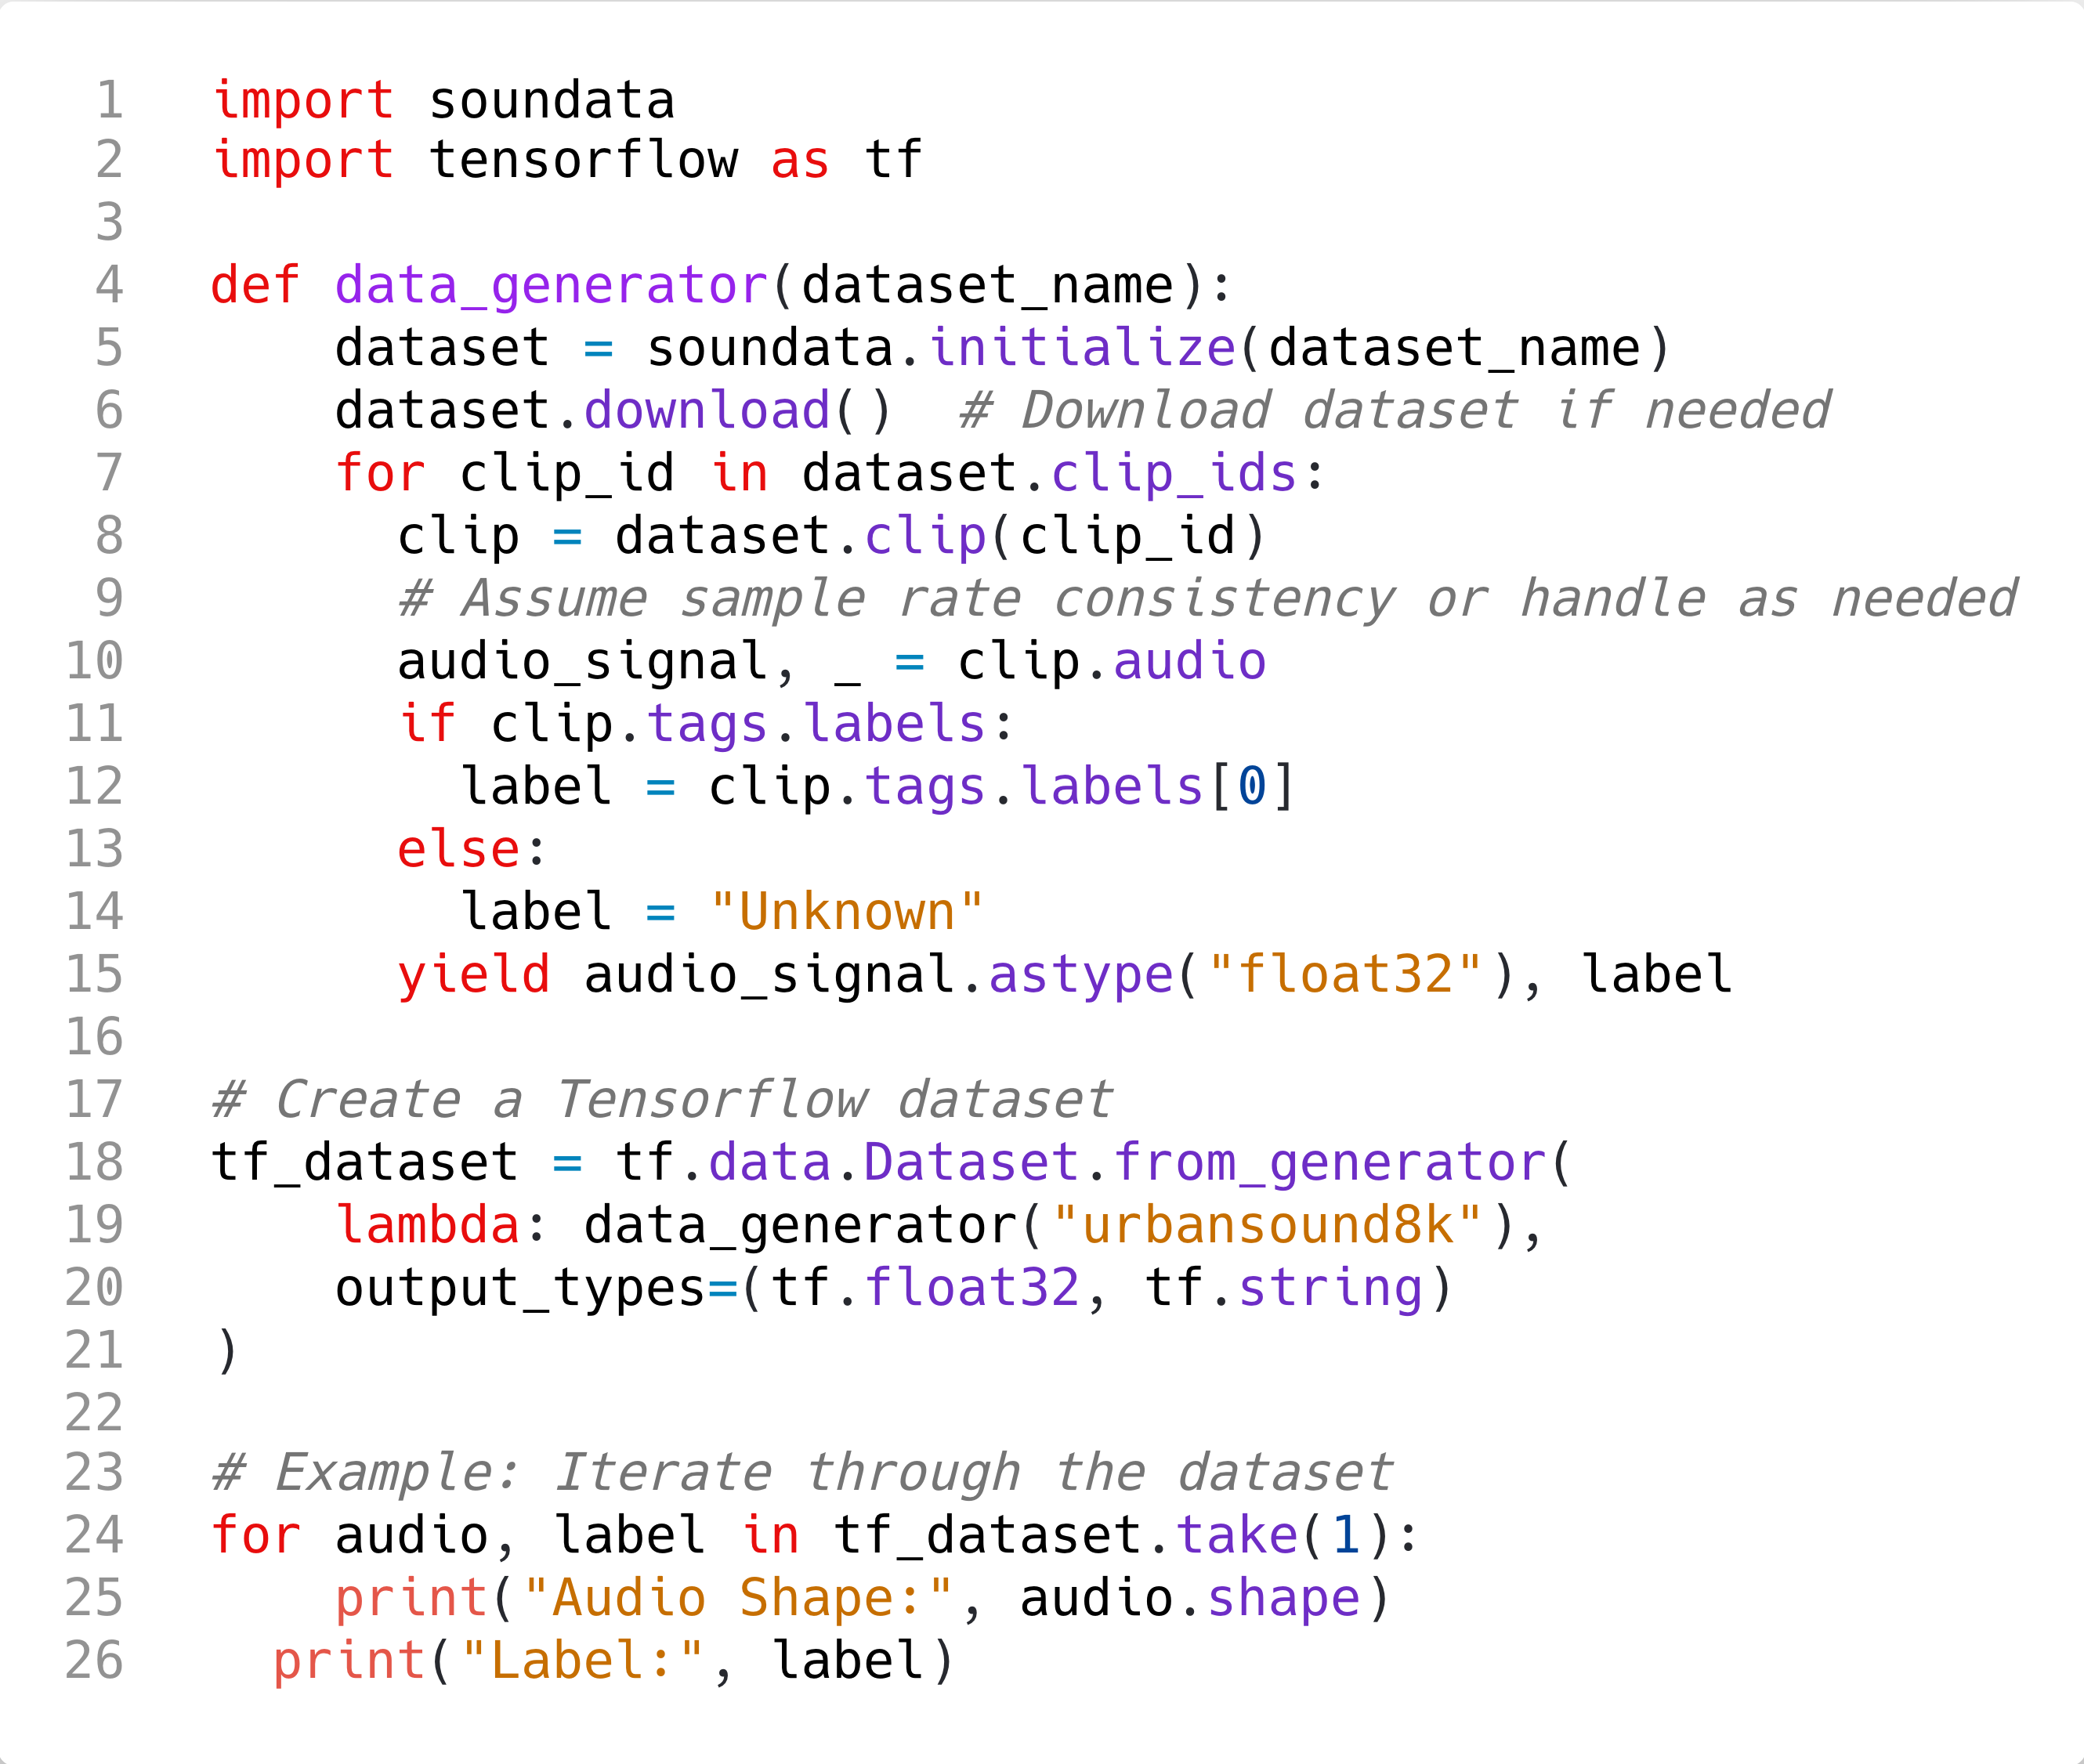 1 import soundata
2 import tensorflow as tf
3
4 def data_generator(dataset_name):
5     dataset = soundata.initialize(dataset_name)
6     dataset.download()  # Download dataset if needed
7     for clip_id in dataset.clip_ids:
8       clip = dataset.clip(clip_id)
9       # Assume sample rate consistency or handle as needed
10       audio_signal, _ = clip.audio
11       if clip.tags.labels:
12         label = clip.tags.labels[0]
13       else:
14         label = "Unknown"
15       yield audio_signal.astype("float32"), label
16
17 # Create a Tensorflow dataset
18 tf_dataset = tf.data.Dataset.from_generator(
19     lambda: data_generator("urbansound8k"),
20     output_types=(tf.float32, tf.string)
21 )
22
23 # Example: Iterate through the dataset
24 for audio, label in tf_dataset.take(1):
25     print("Audio Shape:", audio.shape)
26   print("Label:", label)